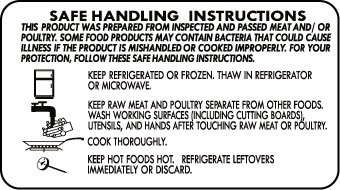 SAFE HANDLING INSTRUCTIONS
THIS PRODUCT WAS PREPARED FROM INSPECTED AND PASSED MEAT AND/ OR
POULTRY. SOME FOOD PRODUCTS MAY CONTAIN BACTERIA THAT COULD CAUSE
ILLNESS IF THE PRODUCT IS MISHANDLED OR COOKED IMPROPERLY. FOR YOUR
PROTECTION, FOLLOW THESE SAFE HANDLING INSTRUCTIONS.
KEEP REFRIGERATED OR FROZEN. THAW IN REFRIGERATOR
OR MICROWAVE.
KEEP RAW MEAT AND POULTRY SEPARATE FROM OTHER FOODS.
WASH WORKING SURFACES (INCLUDING CUTTING BOARDS),
UTENSILS, AND HANDS AFTER TOUCHING RAW MEAT OR POULTRY.
COOK THOROUGHLY.
KEEP HOT FOODS HOT. REFRIGERATE LEFTOVERS
IMMEDIATELY OR DISCARD.